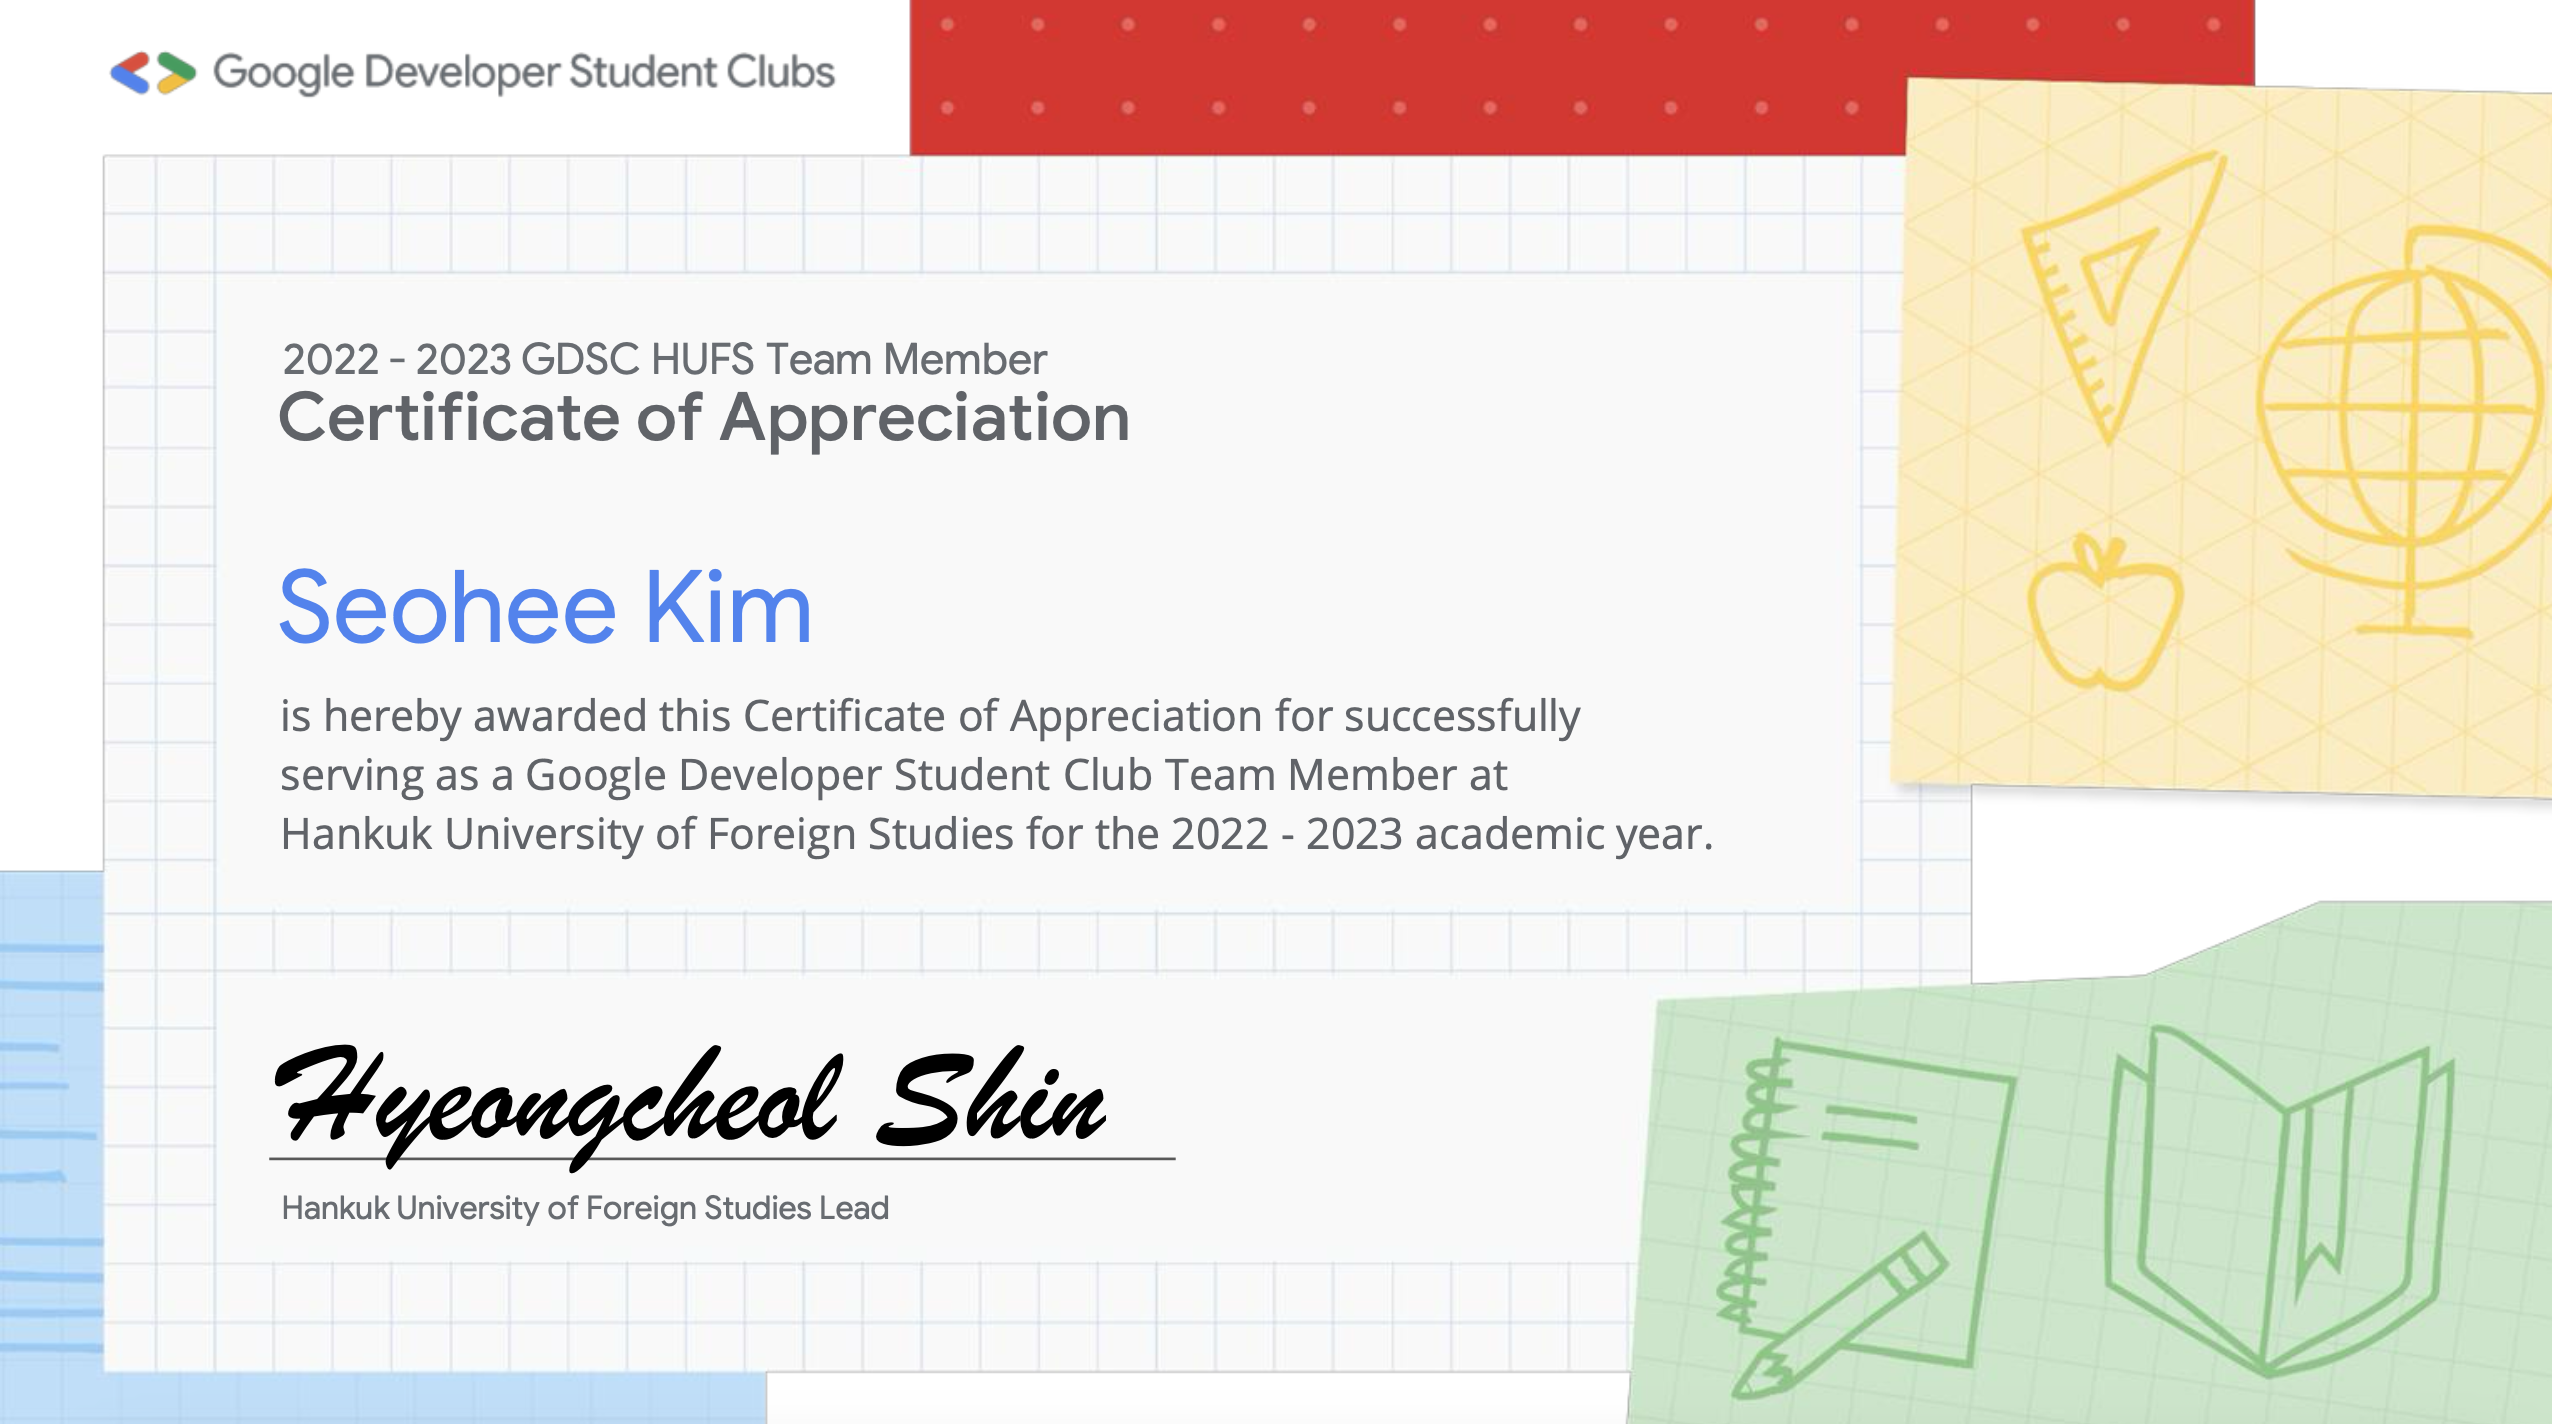 Google Developer Student Clubs
2022 - 2023 GDSC HUFS Team Member
Certificate of Appreciation
Seohee Kim
is hereby awarded this Certificate of Appreciation for successfully
serving as a Google Developer Student Club Team Member at
Hankuk University of Foreign Studies for the 2022 - 2023 academic year.
Hyeongcheol Shin
Hankuk University of Foreign Studies Lead